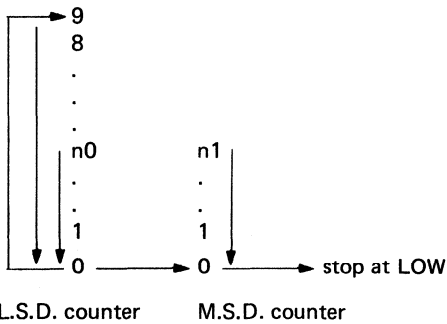 9
8
.
.
.
n0 n1
. .
. .
1 1
0 0 stop at LOW
L.S.D. counter M.S.D. counter